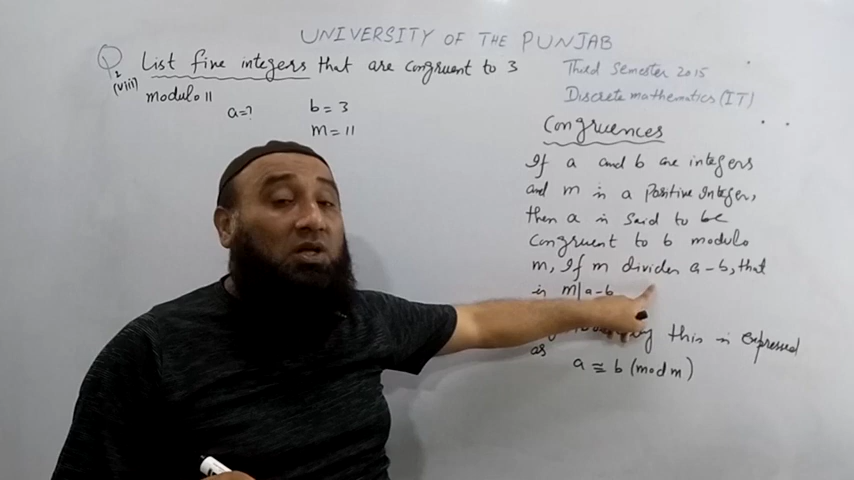 UNIVERSITY OF THE PUNJAB
Q2 (viii) List five integers that are congruent to 3
modulo 11
a=? b = 3
m = 11
Third Semester 2015
Discrete mathematics (IT)
Congruences
If a and b are integers
and m is a Positive Integer,
then a is said to be
Congruent to b modulo
m, If m divides a-b, that
is m|a-b
this is expressed
as
a ≅ b (mod m)